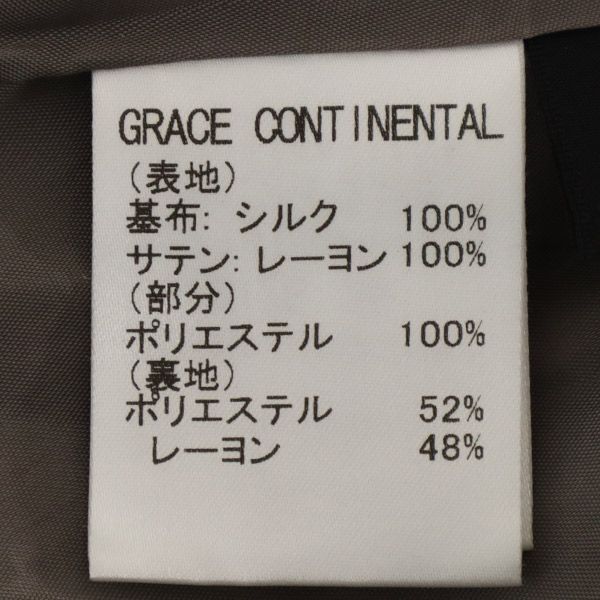 GRACE CONTINENTAL
（表地）
基布: シルク 100%
サテン: レーヨン 100%
（部分）
ポリエステル 100%
（裏地）
ポリエステル 52%
レーヨン 48%